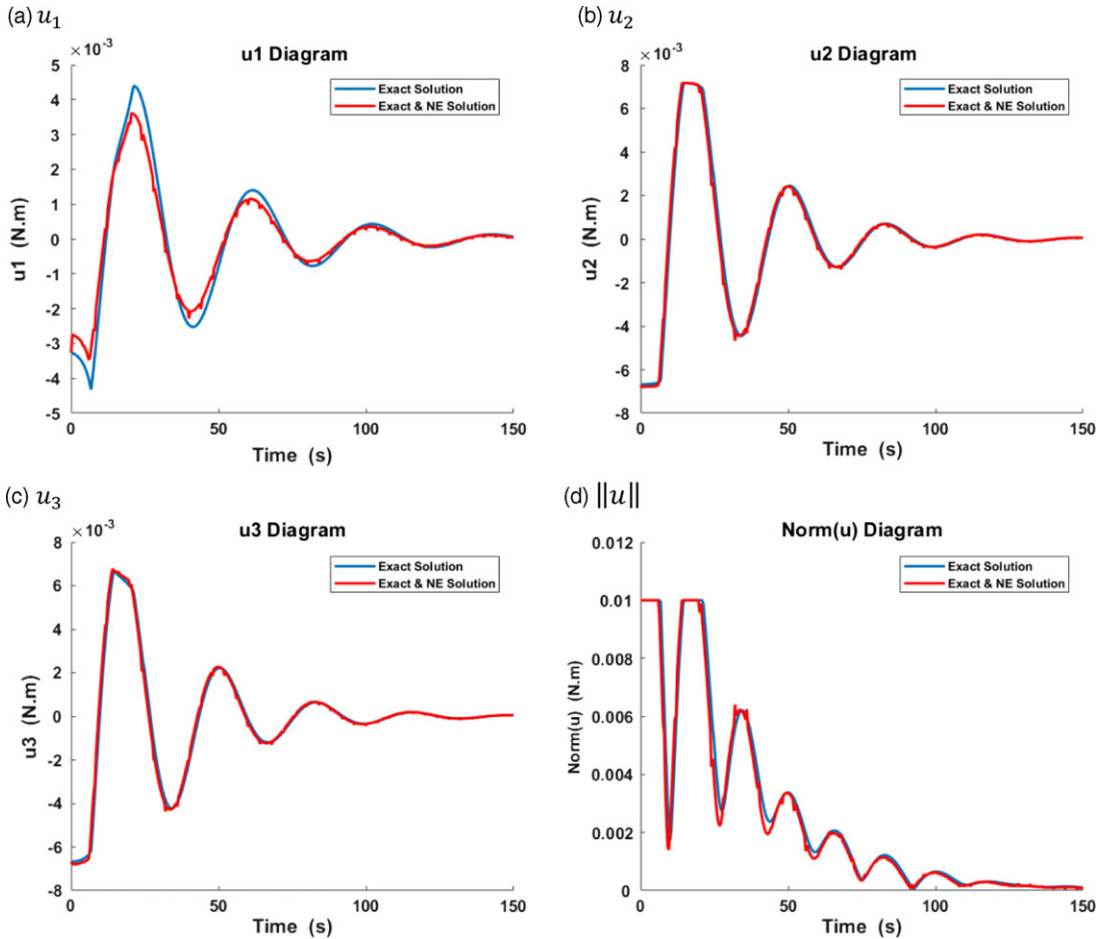 (a) u₁
×10⁻³
u1 Diagram
Exact Solution
Exact & NE Solution
5
4
3
2
1
0
-1
-2
-3
-4
-5
u1 (N.m)
0 50 100 150
Time (s)
(b) u₂
×10⁻³
u2 Diagram
Exact Solution
Exact & NE Solution
8
6
4
2
0
-2
-4
-6
-8
u2 (N.m)
0 50 100 150
Time (s)
(c) u₃
×10⁻³
u3 Diagram
Exact Solution
Exact & NE Solution
8
6
4
2
0
-2
-4
-6
-8
u3 (N.m)
0 50 100 150
Time (s)
(d) ‖u‖
Norm(u) Diagram
Exact Solution
Exact & NE Solution
0.012
0.01
0.008
0.006
0.004
0.002
0
Norm(u) (N.m)
0 50 100 150
Time (s)